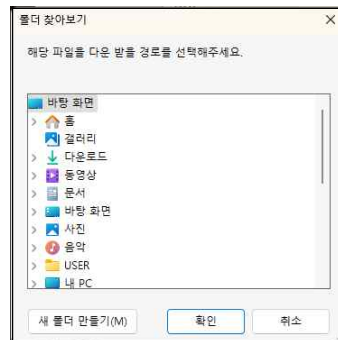 폴더 찾아보기
해당 파일을 다운 받을 경로를 선택해주세요.
바탕 화면
홈
갤러리
다운로드
동영상
문서
바탕 화면
사진
음악
USER
내 PC
새 폴더 만들기(M)
확인
취소